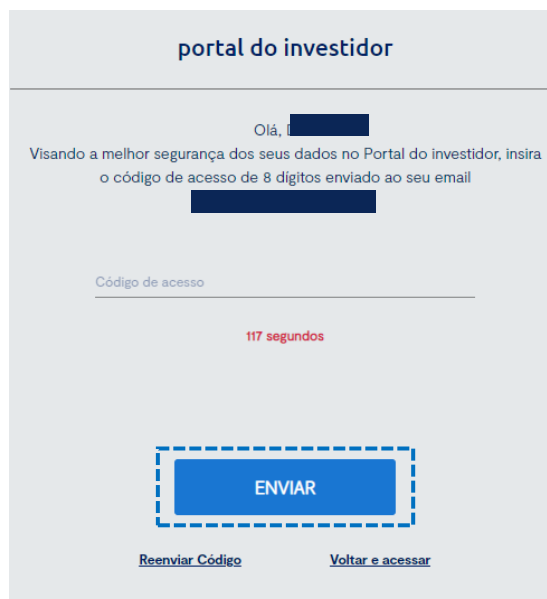 portal do investidor
Olá,
Visando a melhor segurança dos seus dados no Portal do investidor, insira
o código de acesso de 8 dígitos enviado ao seu email
Código de acesso
117 segundos
ENVIAR
Reenviar Código Voltar e acessar